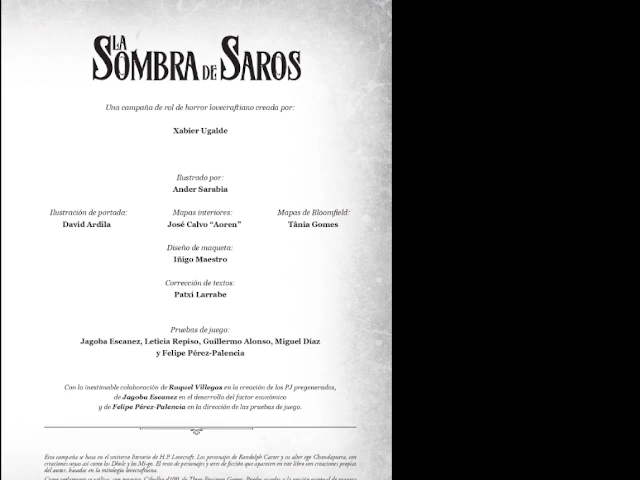 LA SOMBRA DE SAROS
Una campaña de rol de horror lovecraftiano creada por:
Xabier Ugalde
Ilustrado por:
Ander Sarabia
Ilustración de portada:
David Ardila
Mapas interiores:
José Calvo “Aoren”
Mapas de Bloomfield:
Tània Gomes
Diseño de maqueta:
Iñigo Maestro
Corrección de textos:
Patxi Larrabe
Pruebas de juego:
Jagoba Escanez, Leticia Repiso, Guillermo Alonso, Miguel Díaz
y Felipe Pérez-Palencia
Con la inestimable colaboración de Raquel Villegas en la creación de los PJ pregenerados,
de Jagoba Escanez en el desarrollo del factor económico
y de Felipe Pérez-Palencia en la dirección de las pruebas de juego.
Esta campaña se basa en el universo literario de H.P. Lovecraft. Los personajes de Randolph Carter y su alter ego Chandaputra, son
creaciones suyas así como los Dhole y los Mi-go. El resto de personajes y seres de ficción que aparecen en este libro son creaciones propias
del autor, basadas en la mitología lovecraftiana.